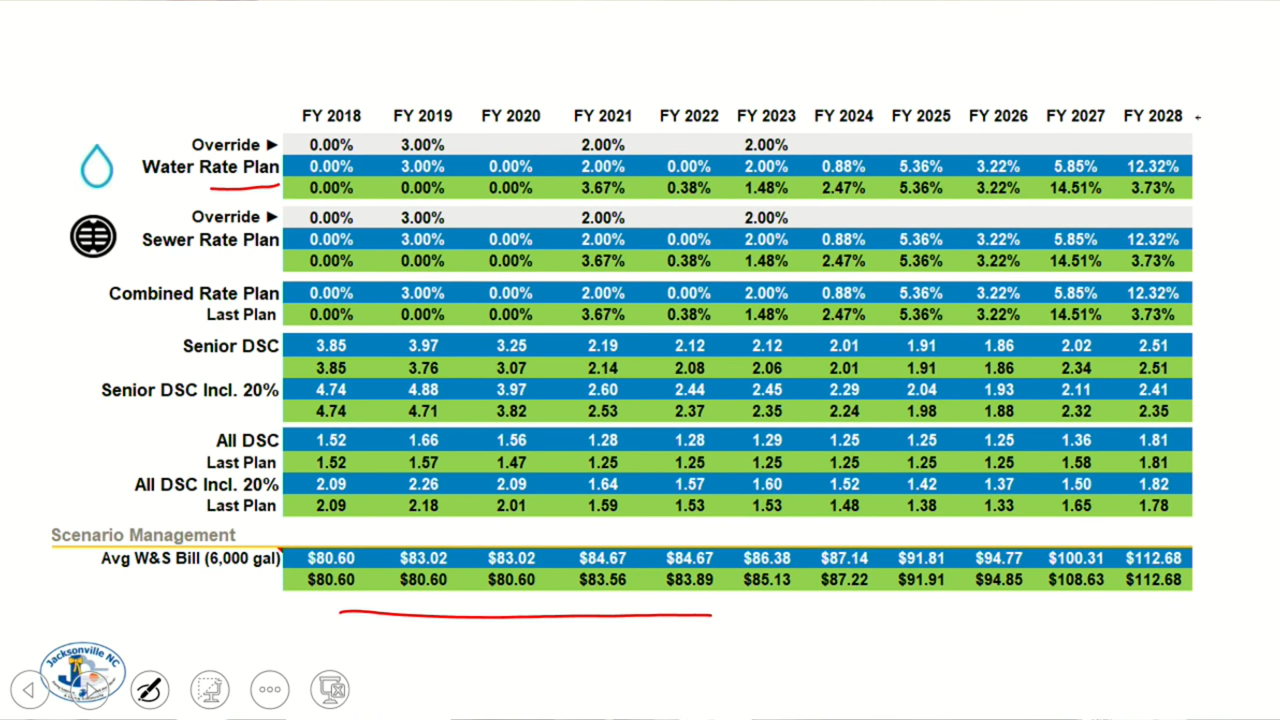 FY 2018 FY 2019 FY 2020 FY 2021 FY 2022 FY 2023 FY 2024 FY 2025 FY 2026 FY 2027 FY 2028
Override ► 0.00% 3.00% 2.00% 2.00%
Water Rate Plan 0.00% 3.00% 0.00% 2.00% 0.00% 2.00% 0.88% 5.36% 3.22% 5.85% 12.32%
0.00% 0.00% 0.00% 3.67% 0.38% 1.48% 2.47% 5.36% 3.22% 14.51% 3.73%
Override ► 0.00% 3.00% 2.00% 2.00%
Sewer Rate Plan 0.00% 3.00% 0.00% 2.00% 0.00% 2.00% 0.88% 5.36% 3.22% 5.85% 12.32%
0.00% 0.00% 0.00% 3.67% 0.38% 1.48% 2.47% 5.36% 3.22% 14.51% 3.73%
Combined Rate Plan 0.00% 3.00% 0.00% 2.00% 0.00% 2.00% 0.88% 5.36% 3.22% 5.85% 12.32%
Last Plan 0.00% 0.00% 0.00% 3.67% 0.38% 1.48% 2.47% 5.36% 3.22% 14.51% 3.73%
Senior DSC 3.85 3.97 3.25 2.19 2.12 2.12 2.01 1.91 1.86 2.02 2.51
3.85 3.76 3.07 2.14 2.08 2.06 2.01 1.91 1.86 2.34 2.51
Senior DSC Incl. 20% 4.74 4.88 3.97 2.60 2.44 2.45 2.29 2.04 1.93 2.11 2.41
4.74 4.71 3.82 2.53 2.37 2.35 2.24 1.98 1.88 2.32 2.35
All DSC 1.52 1.66 1.56 1.28 1.28 1.29 1.25 1.25 1.25 1.36 1.81
Last Plan 1.52 1.57 1.47 1.25 1.25 1.25 1.25 1.25 1.25 1.58 1.81
All DSC Incl. 20% 2.09 2.26 2.09 1.64 1.57 1.60 1.52 1.42 1.37 1.50 1.82
Last Plan 2.09 2.18 2.01 1.59 1.53 1.53 1.48 1.38 1.33 1.65 1.78
Scenario Management
Avg W&S Bill (6,000 gal) $80.60 $83.02 $83.02 $84.67 $84.67 $86.38 $87.14 $91.81 $94.77 $100.31 $112.68
$80.60 $80.60 $80.60 $83.56 $83.89 $85.13 $87.22 $91.91 $94.85 $108.63 $112.68
Jacksonville NC